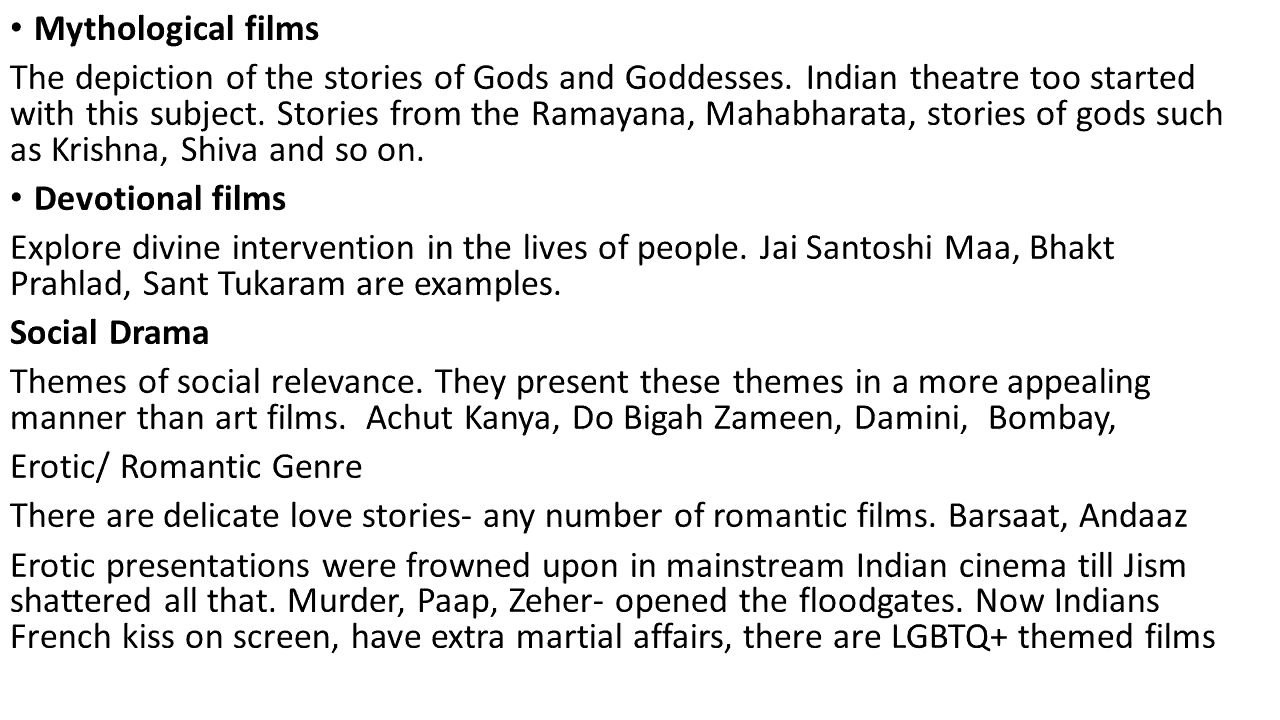 • Mythological films
The depiction of the stories of Gods and Goddesses. Indian theatre too started
with this subject. Stories from the Ramayana, Mahabharata, stories of gods such
as Krishna, Shiva and so on.
• Devotional films
Explore divine intervention in the lives of people. Jai Santoshi Maa, Bhakt
Prahlad, Sant Tukaram are examples.
Social Drama
Themes of social relevance. They present these themes in a more appealing
manner than art films.  Achut Kanya, Do Bigah Zameen, Damini,  Bombay,
Erotic/ Romantic Genre
There are delicate love stories- any number of romantic films. Barsaat, Andaaz
Erotic presentations were frowned upon in mainstream Indian cinema till Jism
shattered all that. Murder, Paap, Zeher- opened the floodgates. Now Indians
French kiss on screen, have extra martial affairs, there are LGBTQ+ themed films